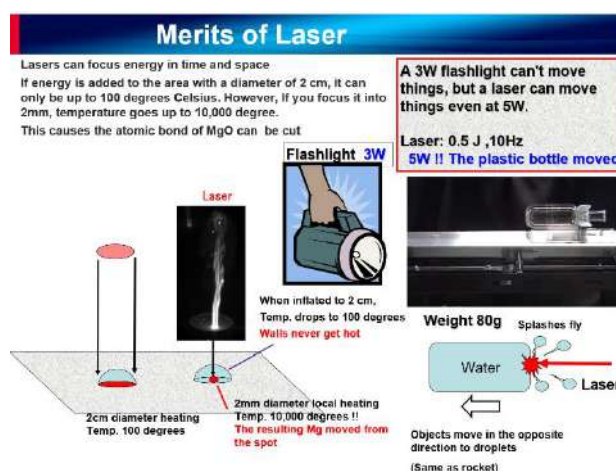 Merits of Laser
Lasers can focus energy in time and space
If energy is added to the area with a diameter of 2 cm, it can
only be up to 100 degrees Celsius. However, If you focus it into
2mm, temperature goes up to 10,000 degree.
This causes the atomic bond of MgO can be cut
A 3W flashlight can't move
things, but a laser can move
things even at 5W.
Laser: 0.5 J ,10Hz
5W !! The plastic bottle moved
Flashlight 3W
Laser
When inflated to 2 cm,
Temp. drops to 100 degrees
Walls never get hot
2cm diameter heating
Temp. 100 degrees
2mm diameter local heating
Temp. 10,000 degrees !!
The resulting Mg moved from
the spot
Weight 80g
Splashes fly
Water
Laser
Objects move in the opposite
direction to droplets
(Same as rocket)